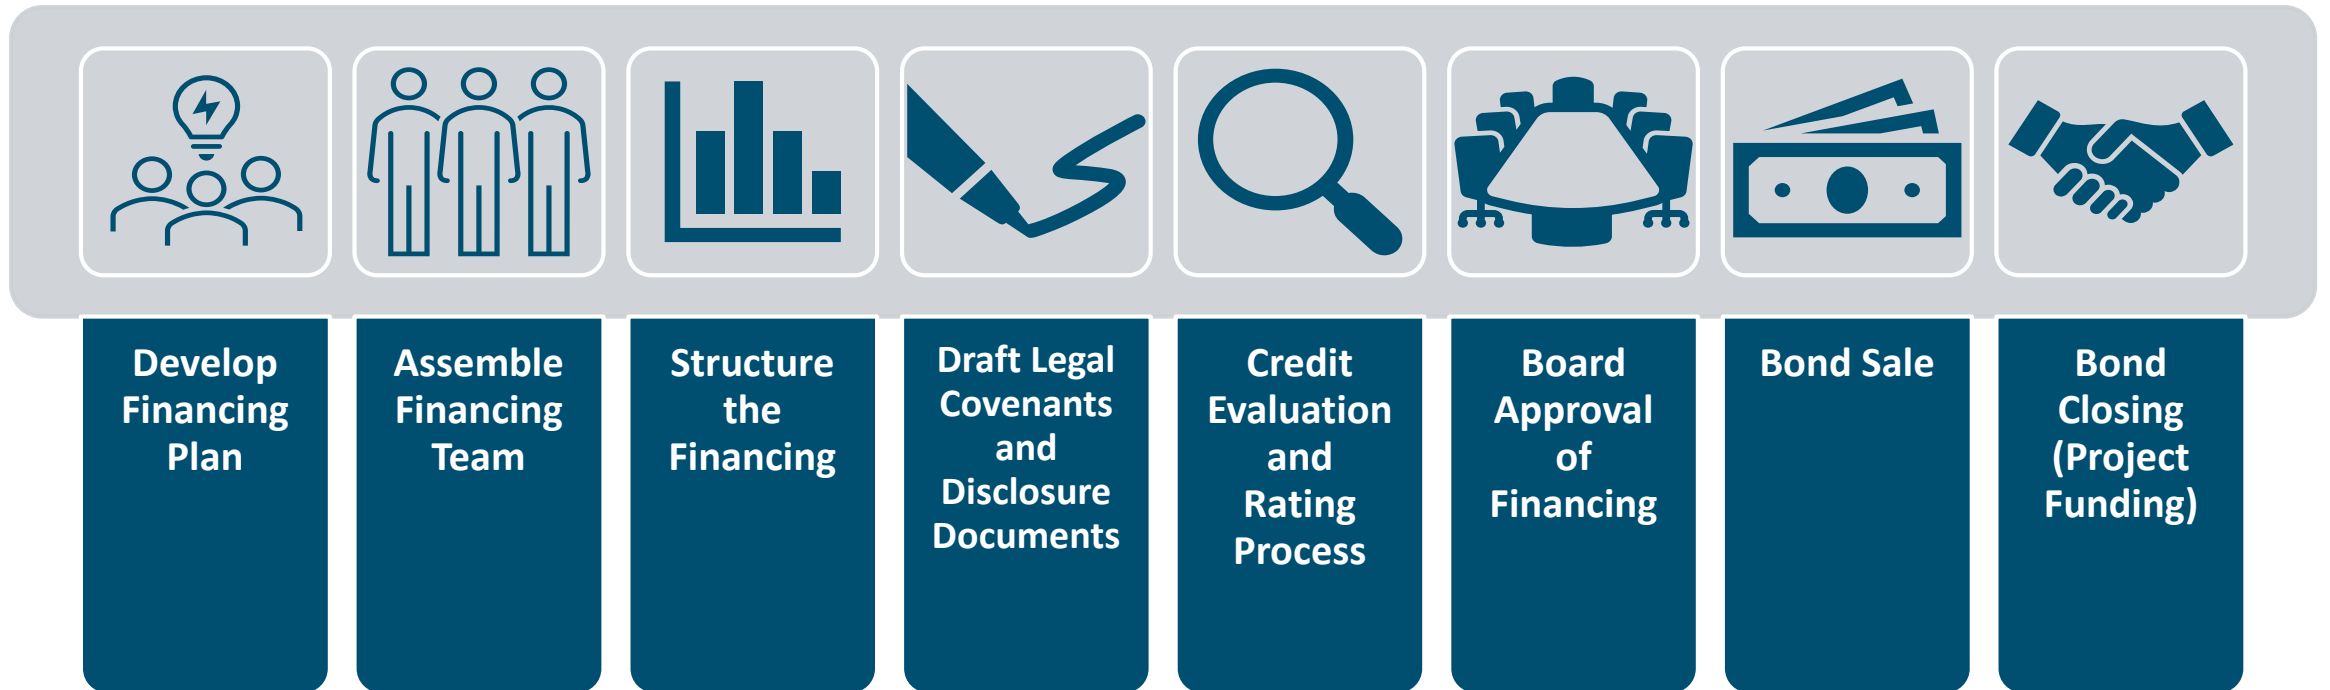 Develop
Financing
Plan
Assemble
Financing
Team
Structure
the
Financing
Draft Legal
Covenants
and
Disclosure
Documents
Credit
Evaluation
and
Rating
Process
Board
Approval
of
Financing
Bond Sale
Bond
Closing
(Project
Funding)